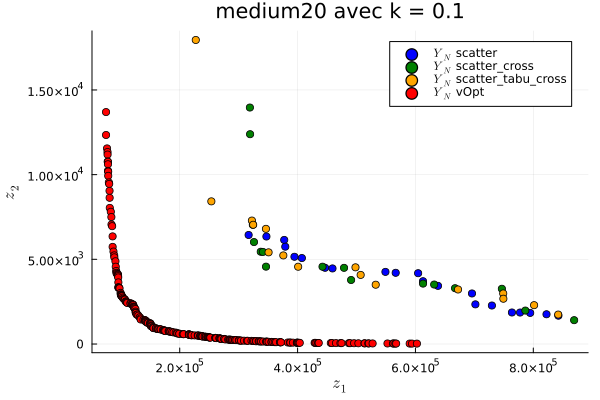 medium20 avec k = 0.1
Y_N scatter
Y_N scatter_cross
Y_N scatter_tabu_cross
Y_N vOpt
1.50×10⁴
1.00×10⁴
5.00×10³
0
z₂
2.0×10⁵
4.0×10⁵
6.0×10⁵
8.0×10⁵
z₁